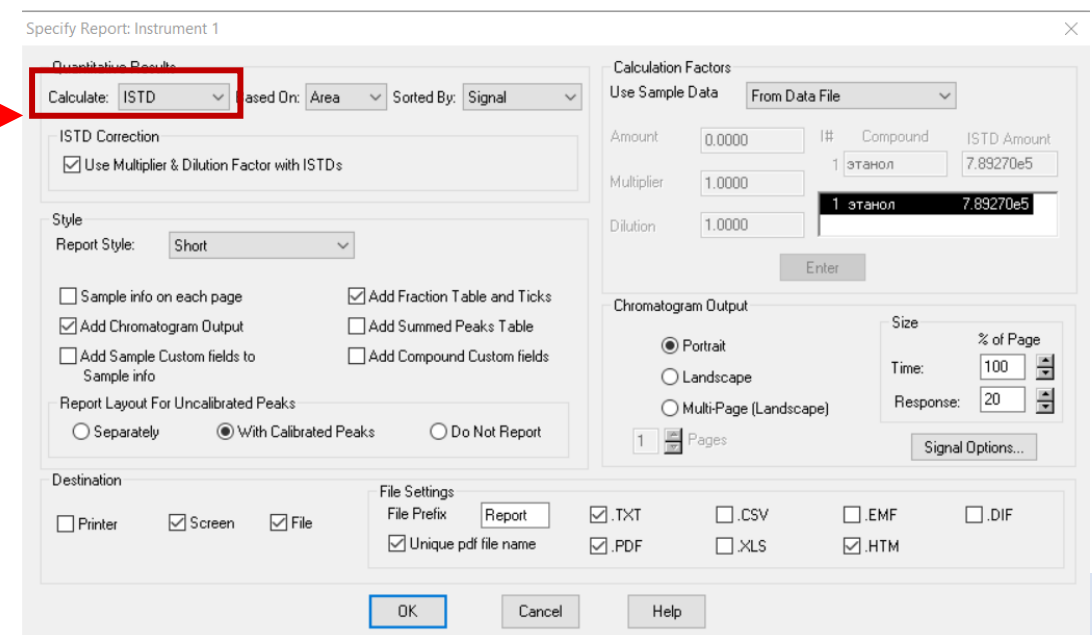 Specify Report: Instrument 1
Quantitative Results
Calculate: ISTD Based On: Area Sorted By: Signal
ISTD Correction
Use Multiplier & Dilution Factor with ISTDs
Style
Report Style: Short
Sample info on each page Add Fraction Table and Ticks
Add Chromatogram Output Add Summed Peaks Table
Add Sample Custom fields to Add Compound Custom fields
Sample info
Report Layout For Uncalibrated Peaks
Separately With Calibrated Peaks Do Not Report
Calculation Factors
Use Sample Data From Data File
Amount 0.0000 I# Compound ISTD Amount
1 этанол 7.89270e5
Multiplier 1.0000
1 этанол 7.89270e5
Dilution 1.0000
Enter
Chromatogram Output
Portrait
Landscape
Multi-Page (Landscape)
1 Pages
Size
% of Page
Time: 100
Response: 20
Signal Options...
Destination
Printer Screen File
File Settings
File Prefix Report .TXT .CSV .EMF .DIF
Unique pdf file name .PDF .XLS .HTM
OK Cancel Help